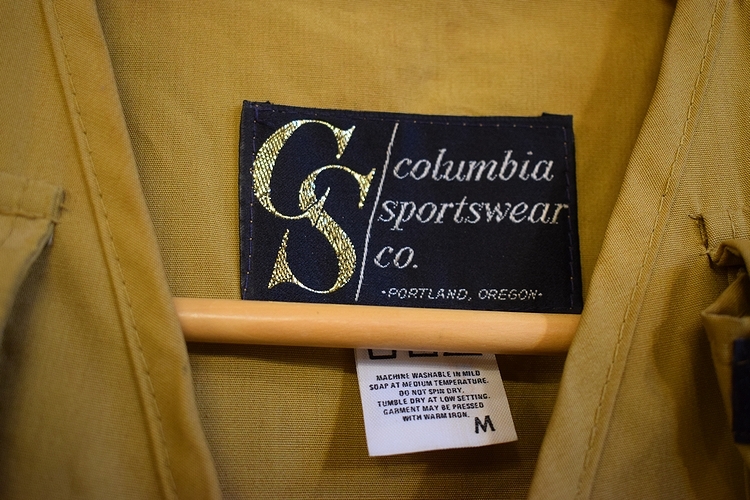 CS
columbia
sportswear
co.
-PORTLAND, OREGON-
MACHINE WASHABLE IN MILD
SOAP AT MEDIUM TEMPERATURE.
DO NOT SPIN DRY.
TUMBLE DRY AT LOW SETTING.
GARMENT MAY BE PRESSED
WITH WARM IRON.
M